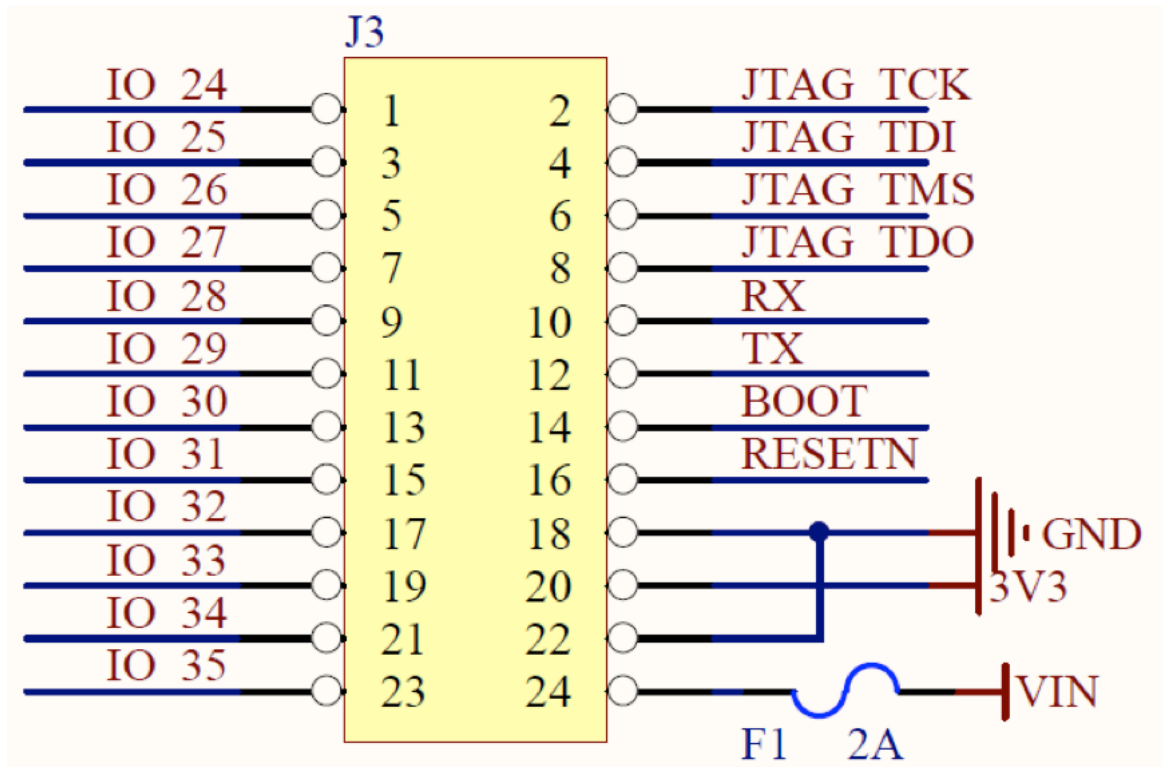 J3
IO 24 1 2 JTAG TCK
IO 25 3 4 JTAG TDI
IO 26 5 6 JTAG TMS
IO 27 7 8 JTAG TDO
IO 28 9 10 RX
IO 29 11 12 TX
IO 30 13 14 BOOT
IO 31 15 16 RESETN
IO 32 17 18 GND
IO 33 19 20 3V3
IO 34 21 22
IO 35 23 24 VIN
F1 2A